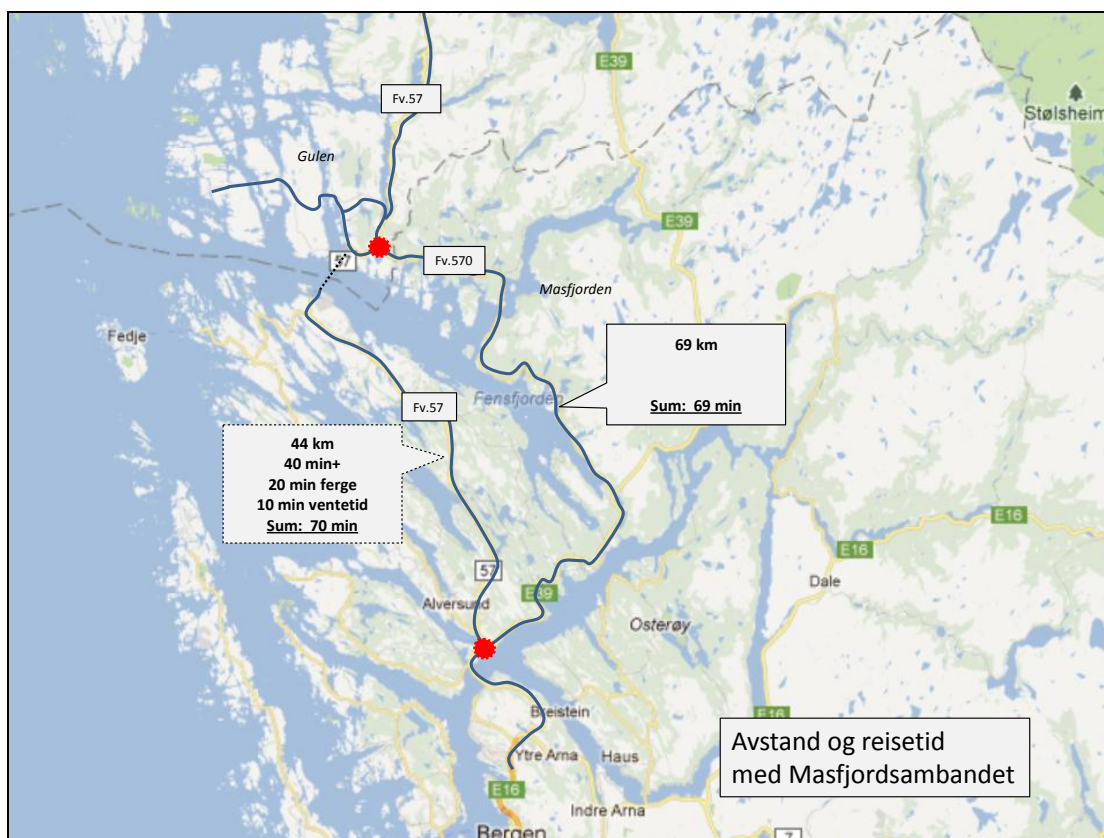 Fv.57
E39
Stølsheim
Gulen
E39
57
Fv.570
Masfjorden
Fedje
69 km
Sum:  69 min
Fensfjorden
Fv.57
44 km
40 min+
20 min ferge
10 min ventetid
Sum:  70 min
E16
E16
57
E39
Alversund
Dale
Osterøy
Breistein
Ytre Arna
Haus
Avstand og reisetid
med Masfjordsambandet
E16
Indre Arna
Bergen
7